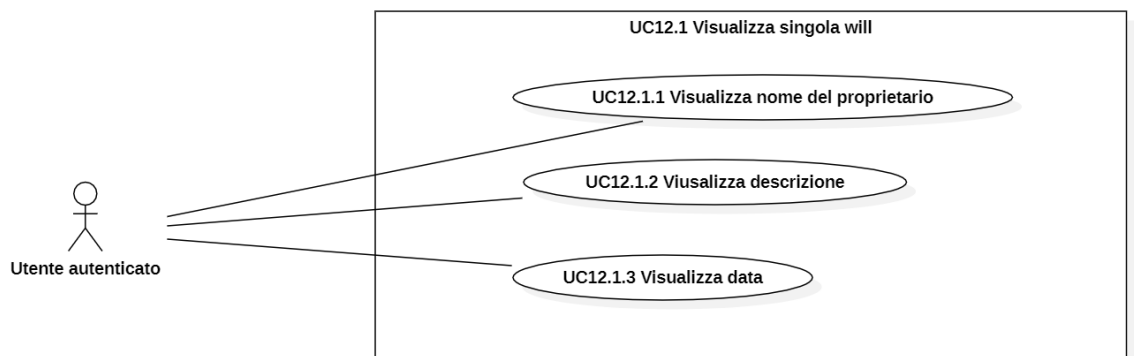 UC12.1 Visualizza singola will
UC12.1.1 Visualizza nome del proprietario
UC12.1.2 Viusalizza descrizione
Utente autenticato
UC12.1.3 Visualizza data